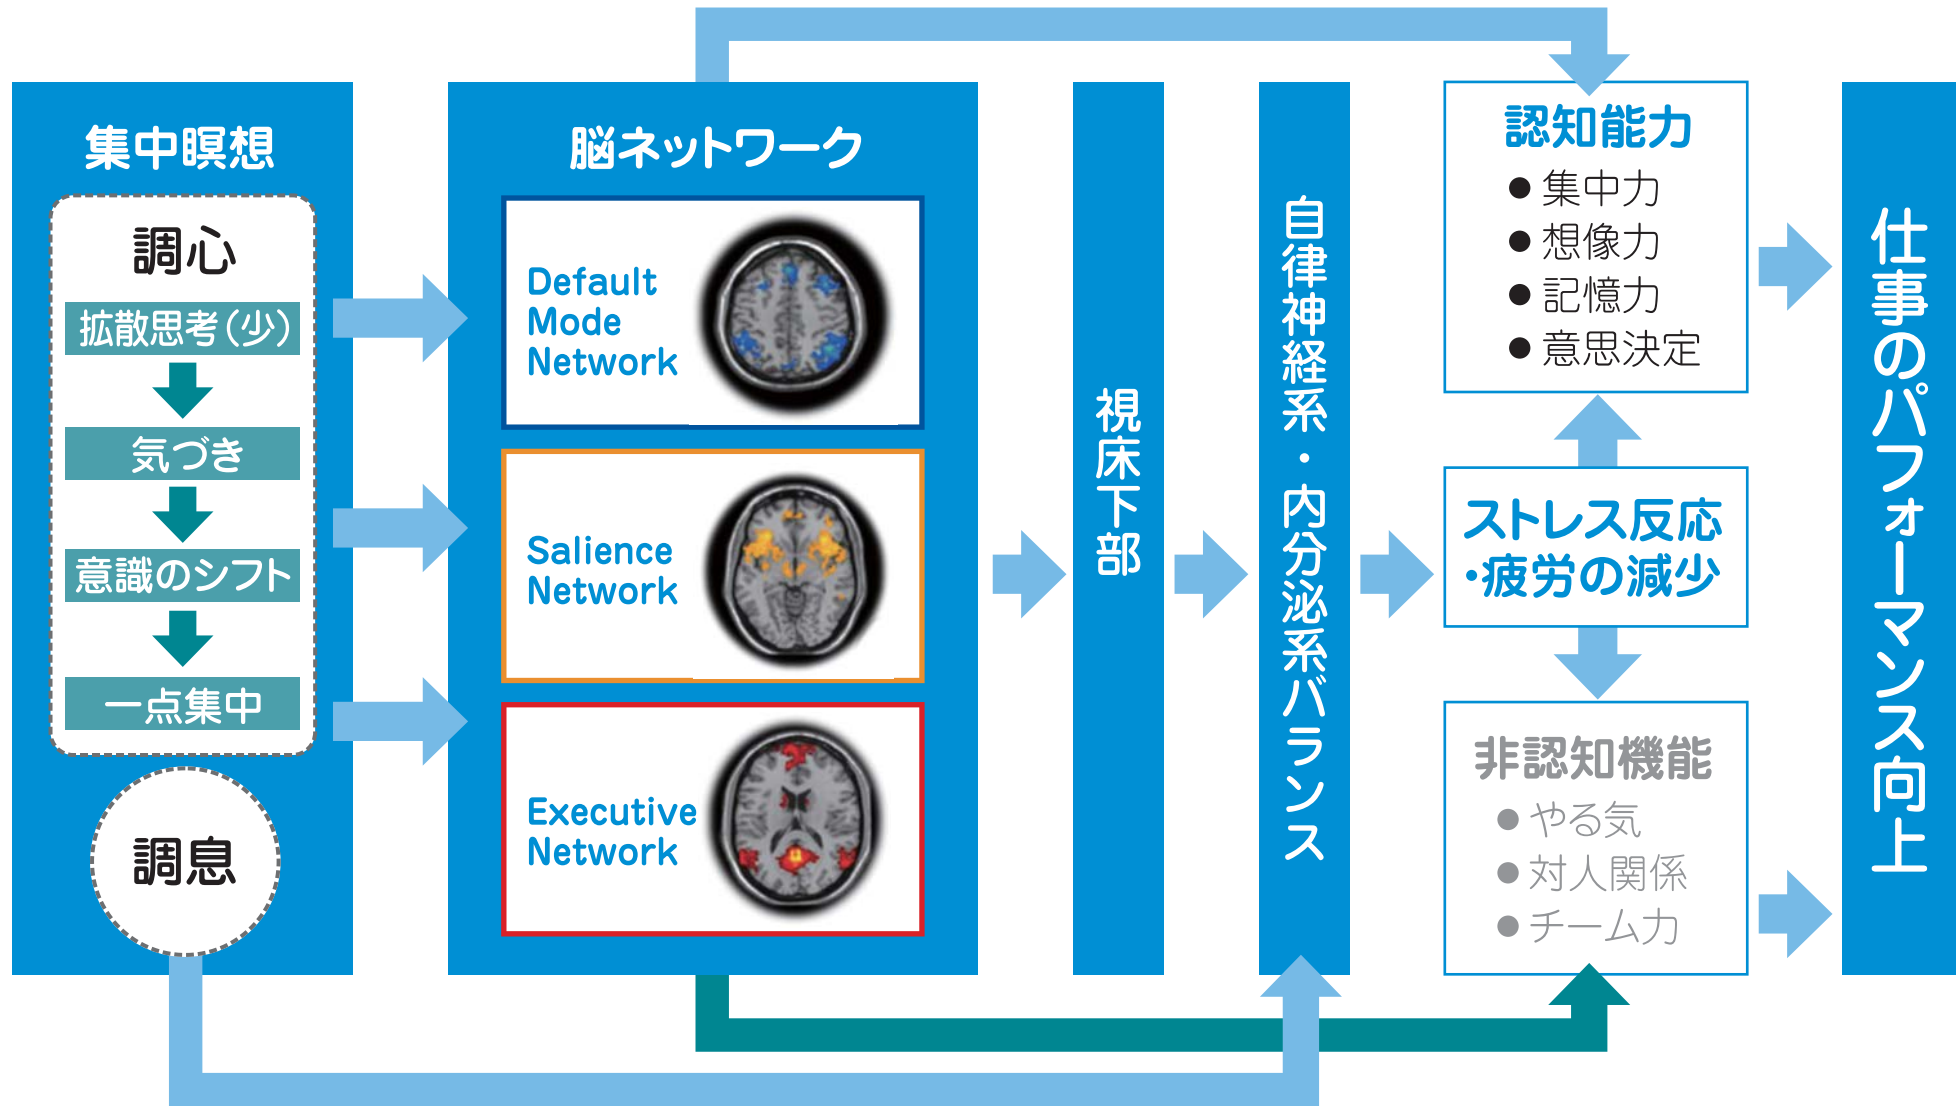 集中瞑想
調心
拡散思考(少)
気づき
意識のシフト
一点集中
調息
脳ネットワーク
Default
Mode
Network
Salience
Network
Executive
Network
視床下部
自律神経系・内分泌系バランス
認知能力
●集中力
●想像力
●記憶力
●意思決定
ストレス反応
・疲労の減少
非認知機能
●やる気
●対人関係
●チーム力
仕事のパフォーマンス向上